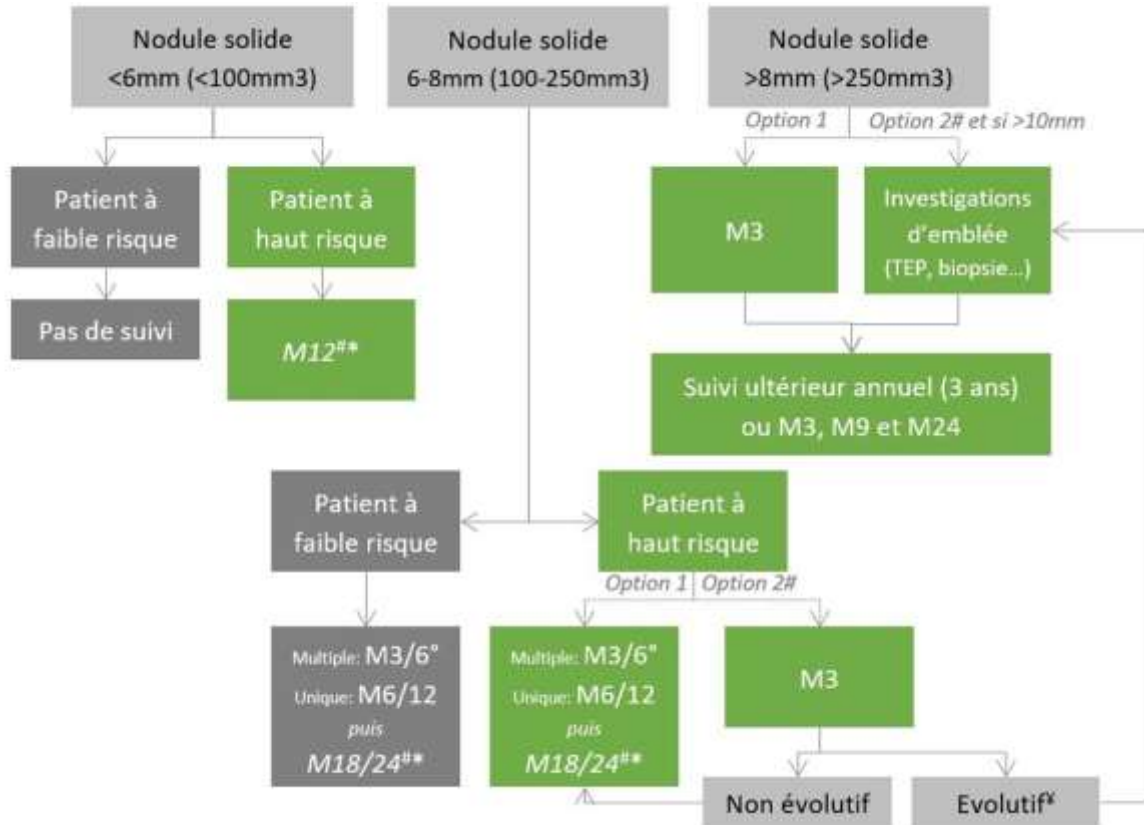 Nodule solide
<6mm (<100mm3)
Nodule solide
6-8mm (100-250mm3)
Nodule solide
>8mm (>250mm3)
Option 1
Option 2# et si >10mm
Patient à
faible risque
Patient à
haut risque
M3
Investigations
d'emblée
(TEP, biopsie...)
Pas de suivi
M12#*
Suivi ultérieur annuel (3 ans)
ou M3, M9 et M24
Patient à
faible risque
Patient à
haut risque
Option 1
Option 2#
Multiple: M3/6°
Unique: M6/12
puis
M18/24#*
Multiple: M3/6°
Unique: M6/12
puis
M18/24#*
M3
Non évolutif
Evolutif¥